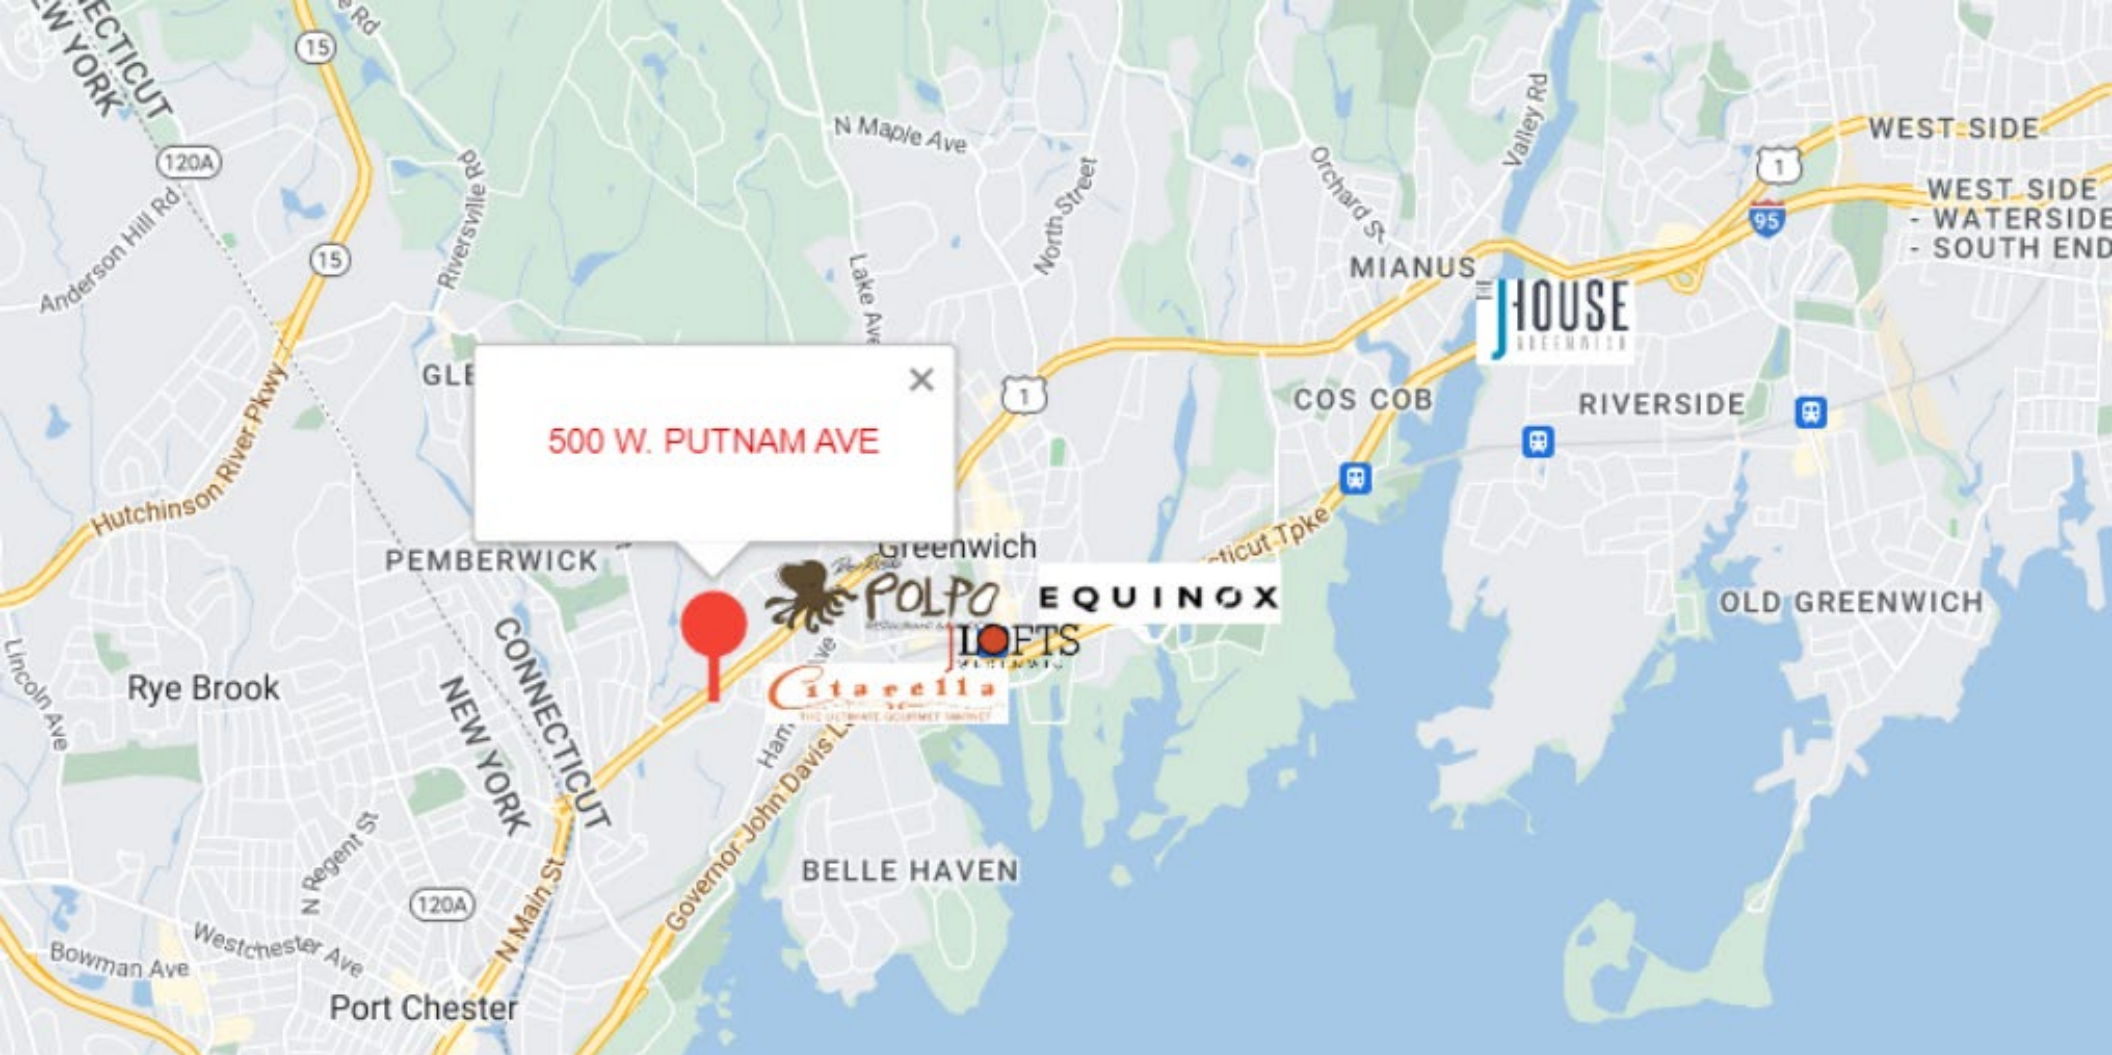 CONNECTICUT
NEW YORK
15
120A
Anderson Hill Rd
Riversville Rd
N Maple Ave
North Street
Lake Ave
Orchard St
Valley Rd
1
WEST SIDE
95
WEST SIDE
- WATERSIDE
- SOUTH END
15
MIANUS
THE
J HOUSE
GREENWICH
Hutchinson River Pkwy
500 W. PUTNAM AVE
1
COS COB
RIVERSIDE
PEMBERWICK
Greenwich
POLPO
EQUINOX
OLD GREENWICH
J LOFTS
Citarella
THE ULTIMATE GOURMET MARKET
CONNECTICUT
NEW YORK
Rye Brook
Lincoln Ave
Governor John Davis L
BELLE HAVEN
N Regent St
120A
N Main St
Westchester Ave
Bowman Ave
Port Chester